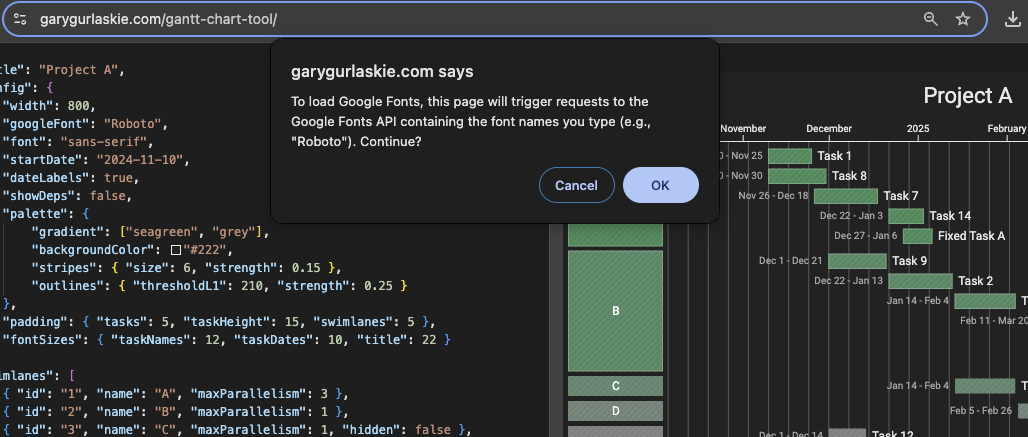 garygurlaskie.com/gantt-chart-tool/
garygurlaskie.com says
To load Google Fonts, this page will trigger requests to the
Google Fonts API containing the font names you type (e.g.,
"Roboto"). Continue?
Cancel
OK
tle": "Project A",
nfig": {
"width": 800,
"googleFont": "Roboto",
"font": "sans-serif",
"startDate": "2024-11-10",
"dateLabels": true,
"showDeps": false,
"palette": {
"gradient": ["seagreen", "grey"],
"backgroundColor": "#222",
"stripes": { "size": 6, "strength": 0.15 },
"outlines": { "thresholdL1": 210, "strength": 0.25 }
},
"padding": { "tasks": 5, "taskHeight": 15, "swimlanes": 5 },
"fontSizes": { "taskNames": 12, "taskDates": 10, "title": 22 }
imlanes": [
{ "id": "1", "name": "A", "maxParallelism": 3 },
{ "id": "2", "name": "B", "maxParallelism": 1 },
{ "id": "3", "name": "C", "maxParallelism": 1, "hidden": false },
Project A
November December 2025 February
0 - Nov 25 Task 1
0 - Nov 30 Task 8
Nov 26 - Dec 18 Task 7
Dec 22 - Jan 3 Task 14
Dec 27 - Jan 6 Fixed Task A
Dec 1 - Dec 21 Task 9
Dec 22 - Jan 13 Task 2
Jan 14 - Feb 4 T
B
Feb 11 - Mar 20
C
Jan 14 - Feb 4 T
D
Feb 5 - Feb 26
Dec 1 - Dec 14 Task 12